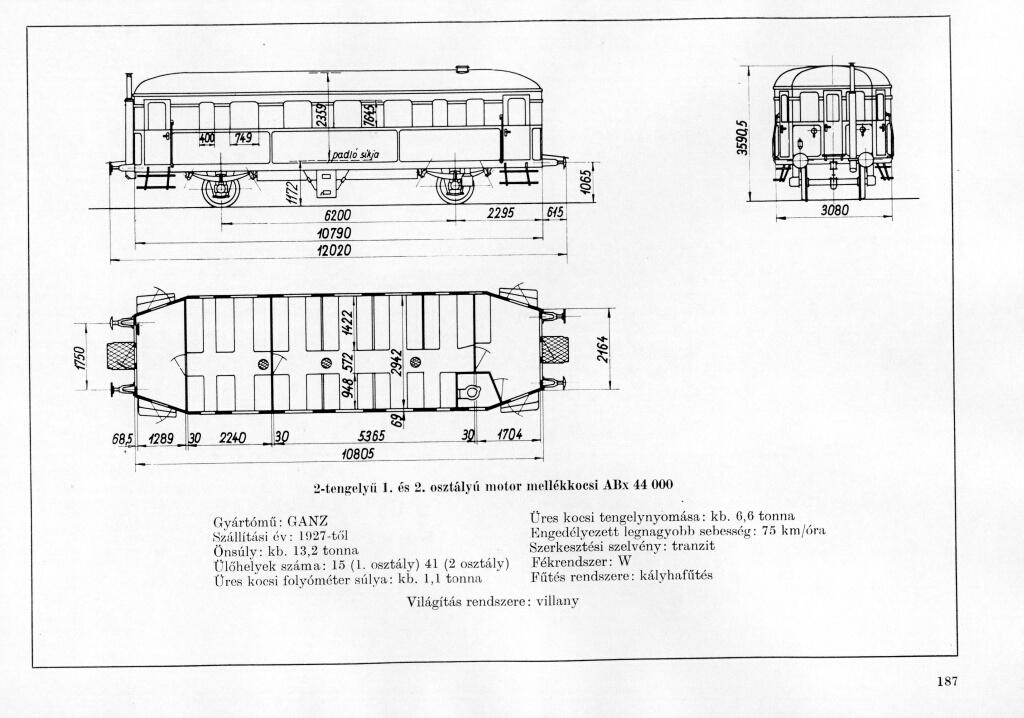 2359
764,5
3590,5
400
749
padló síkja
1172
1065
6200
2295
615
3080
10790
12020
1750
1422
572
948
2942
69
2164
68,5
1289
30
2240
30
5365
30
1704
10805
2-tengelyű 1. és 2. osztályú motor mellékkocsi ABx 44 000
Gyártómű: GANZ
Szállítási év: 1927-től
Önsúly: kb. 13,2 tonna
Ülőhelyek száma: 15 (1. osztály) 41 (2 osztály)
Üres kocsi folyóméter súlya: kb. 1,1 tonna
Üres kocsi tengelynyomása: kb. 6,6 tonna
Engedélyezett legnagyobb sebesség: 75 km/óra
Szerkesztési szelvény: tranzit
Fékrendszer: W
Fűtés rendszere: kályhafűtés
Világítás rendszere: villany
187